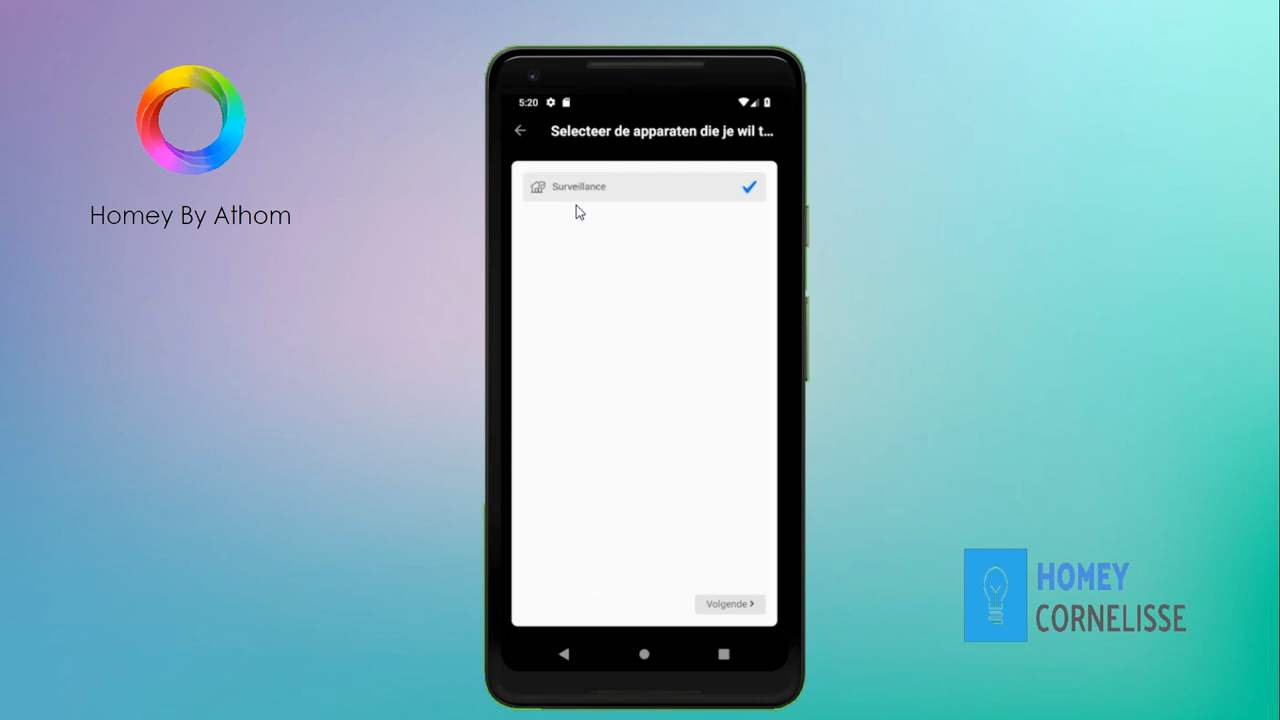 Homey By Athom
5:20
Selecteer de apparaten die je wil t...
Surveillance
Volgende
HOMEY
CORNELISSE